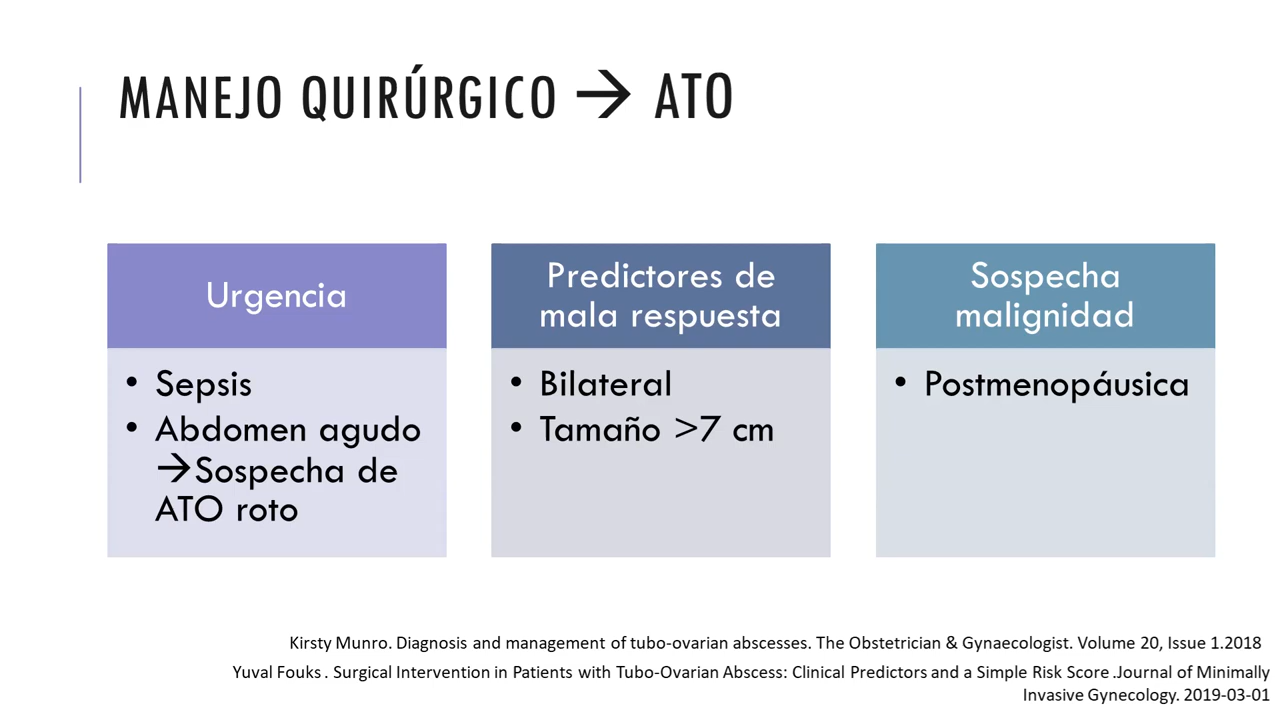 MANEJO QUIRÚRGICO → ATO
Urgencia
• Sepsis
• Abdomen agudo
→Sospecha de
ATO roto
Predictores de
mala respuesta
• Bilateral
• Tamaño >7 cm
Sospecha
malignidad
• Postmenopáusica
Kirsty Munro. Diagnosis and management of tubo-ovarian abscesses. The Obstetrician & Gynaecologist. Volume 20, Issue 1.2018
Yuval Fouks . Surgical Intervention in Patients with Tubo-Ovarian Abscess: Clinical Predictors and a Simple Risk Score .Journal of Minimally
Invasive Gynecology. 2019-03-01